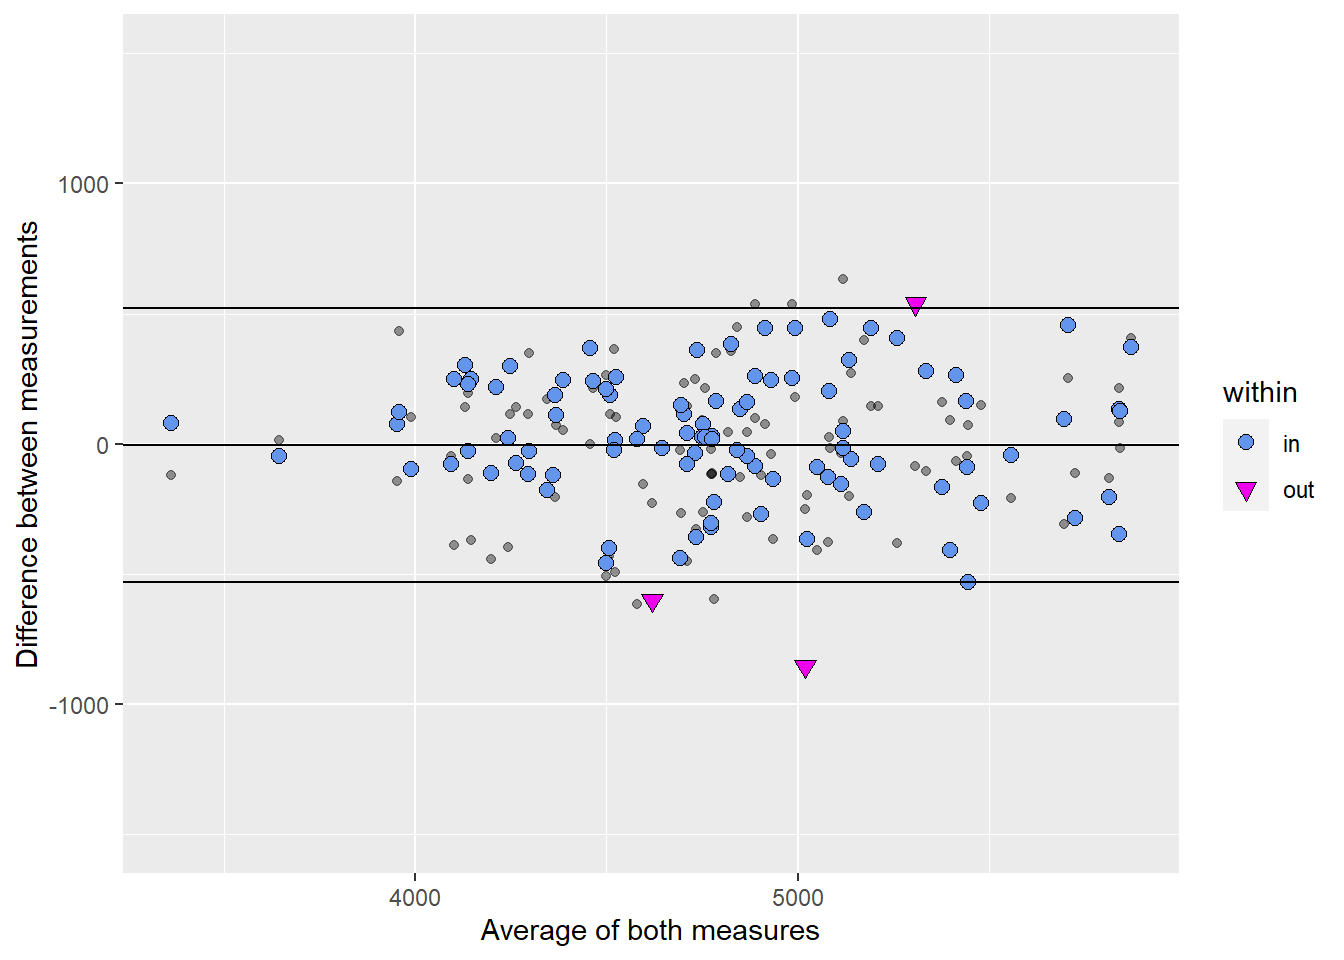 Difference between measurements
1000
0
-1000
4000
5000
Average of both measures
within
in
out